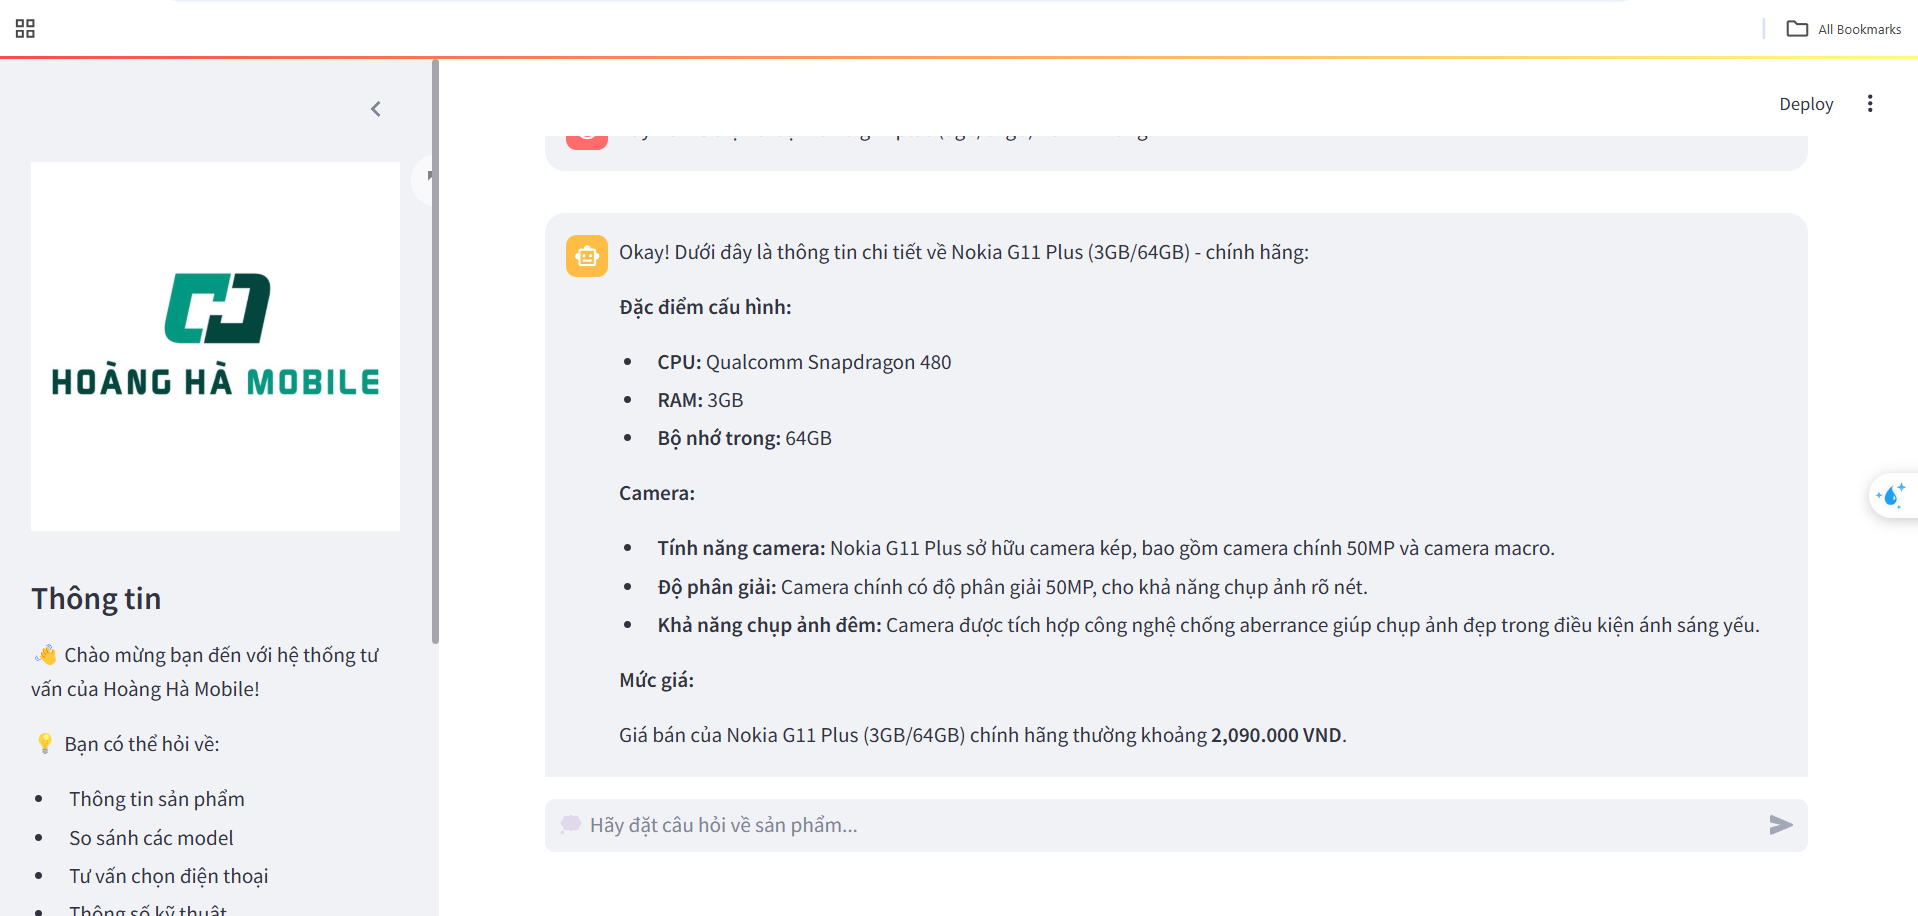 All Bookmarks
Deploy
HOÀNG HÀ MOBILE
Thông tin
👋 Chào mừng bạn đến với hệ thống tư
vấn của Hoàng Hà Mobile!
💡 Bạn có thể hỏi về:
• Thông tin sản phẩm
• So sánh các model
• Tư vấn chọn điện thoại
• Thông số kỹ thuật
Okay! Dưới đây là thông tin chi tiết về Nokia G11 Plus (3GB/64GB) - chính hãng:
Đặc điểm cấu hình:
• CPU: Qualcomm Snapdragon 480
• RAM: 3GB
• Bộ nhớ trong: 64GB
Camera:
• Tính năng camera: Nokia G11 Plus sở hữu camera kép, bao gồm camera chính 50MP và camera macro.
• Độ phân giải: Camera chính có độ phân giải 50MP, cho khả năng chụp ảnh rõ nét.
• Khả năng chụp ảnh đêm: Camera được tích hợp công nghệ chống aberrance giúp chụp ảnh đẹp trong điều kiện ánh sáng yếu.
Mức giá:
Giá bán của Nokia G11 Plus (3GB/64GB) chính hãng thường khoảng 2,090.000 VND.
Hãy đặt câu hỏi về sản phẩm...